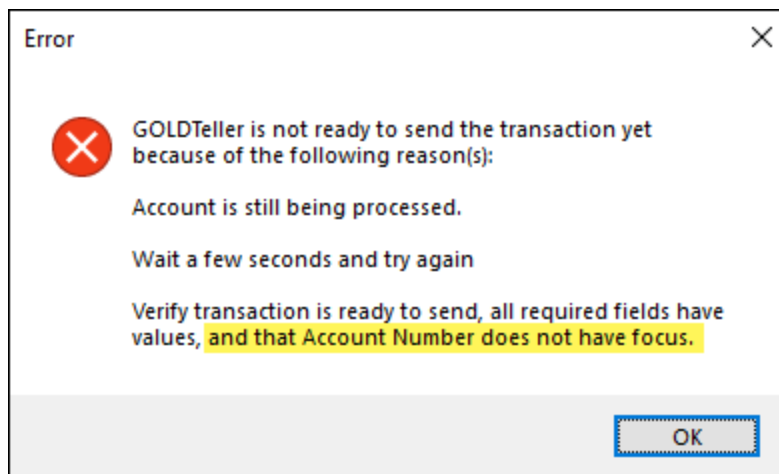 Error
GOLDTeller is not ready to send the transaction yet
because of the following reason(s):
Account is still being processed.
Wait a few seconds and try again
Verify transaction is ready to send, all required fields have
values, and that Account Number does not have focus.
OK